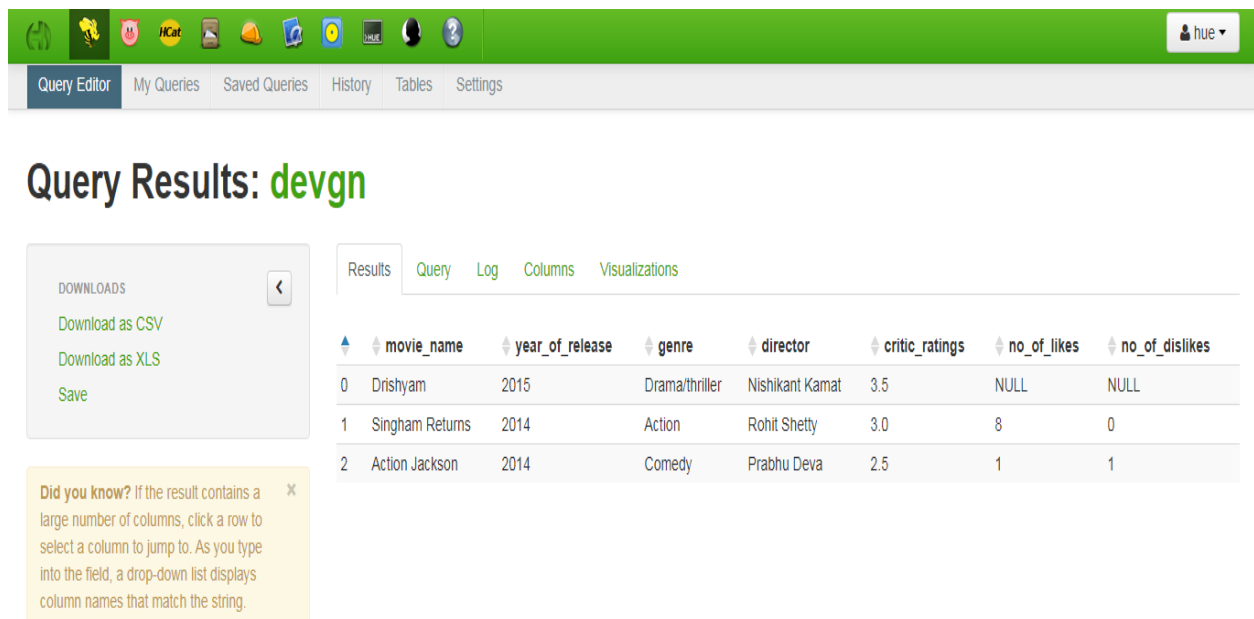 HCat >HUE ? hue
Query Editor My Queries Saved Queries History Tables Settings
Query Results: devgn
DOWNLOADS
Download as CSV
Download as XLS
Save
Did you know? If the result contains a
large number of columns, click a row to
select a column to jump to. As you type
into the field, a drop-down list displays
column names that match the string.
Results Query Log Columns Visualizations
movie_name year_of_release genre director critic_ratings no_of_likes no_of_dislikes
0 Drishyam 2015 Drama/thriller Nishikant Kamat 3.5 NULL NULL
1 Singham Returns 2014 Action Rohit Shetty 3.0 8 0
2 Action Jackson 2014 Comedy Prabhu Deva 2.5 1 1